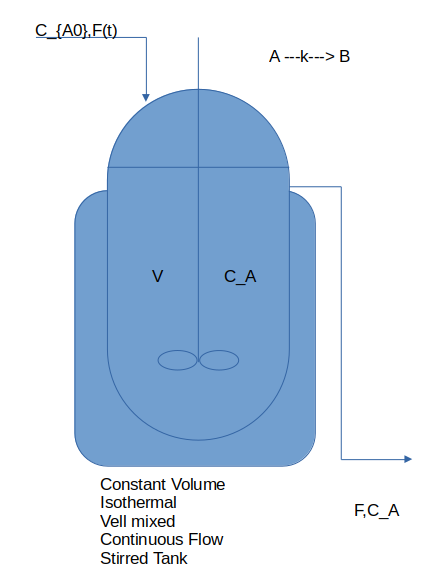 C_{A0},F(t)
A ---k---> B
V
C_A
Constant Volume
Isothermal
Vell mixed
Continuous Flow
Stirred Tank
F,C_A